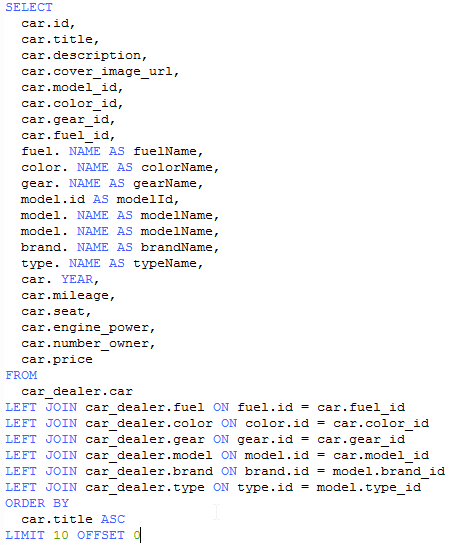 SELECT
car.id,
car.title,
car.description,
car.cover_image_url,
car.model_id,
car.color_id,
car.gear_id,
car.fuel_id,
fuel. NAME AS fuelName,
color. NAME AS colorName,
gear. NAME AS gearName,
model.id AS modelId,
model. NAME AS modelName,
model. NAME AS modelName,
brand. NAME AS brandName,
type. NAME AS typeName,
car. YEAR,
car.mileage,
car.seat,
car.engine_power,
car.number_owner,
car.price
FROM
car_dealer.car
LEFT JOIN car_dealer.fuel ON fuel.id = car.fuel_id
LEFT JOIN car_dealer.color ON color.id = car.color_id
LEFT JOIN car_dealer.gear ON gear.id = car.gear_id
LEFT JOIN car_dealer.model ON model.id = car.model_id
LEFT JOIN car_dealer.brand ON brand.id = model.brand_id
LEFT JOIN car_dealer.type ON type.id = model.type_id
ORDER BY
car.title ASC
LIMIT 10 OFFSET 0